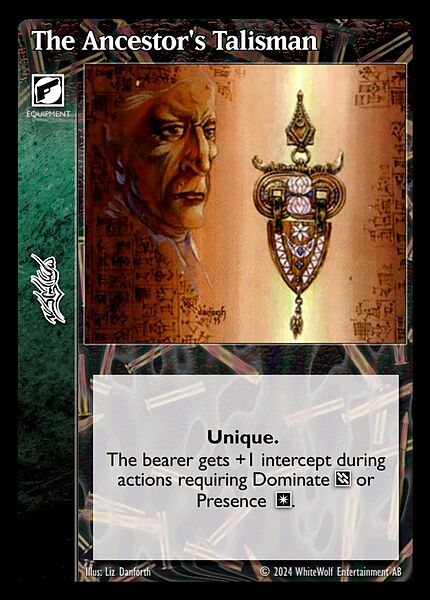 The Ancestor's Talisman
EQUIPMENT
Unique.
The bearer gets +1 intercept during
actions requiring Dominate or
Presence .
Illus: Liz Danforth
© 2024 WhiteWolf Entertainment AB